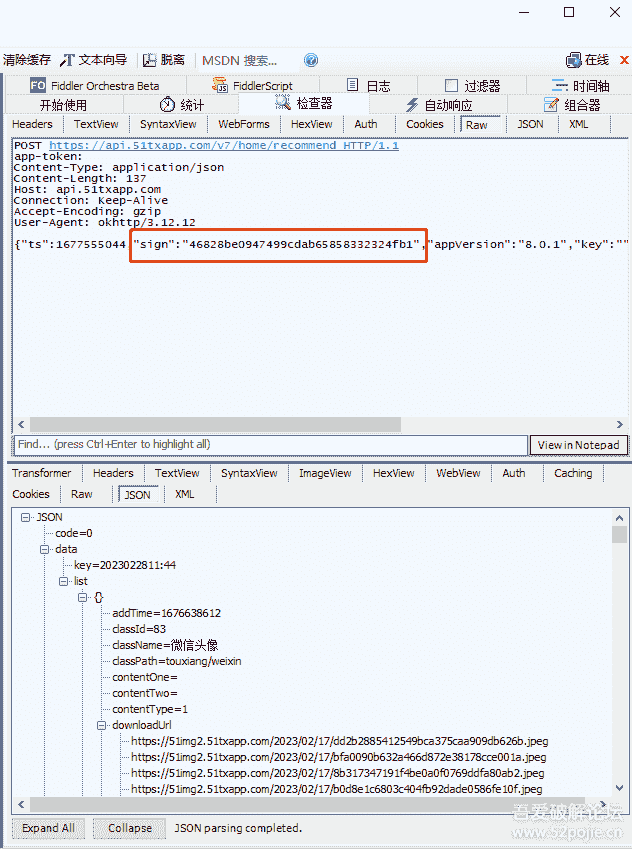 清除缓存 文本向导 脱离 MSDN 搜索... 在线
FO Fiddler Orchestra Beta FiddlerScript 日志 过滤器 时间轴
开始使用 统计 检查器 自动响应 组合器
Headers TextView SyntaxView WebForms HexView Auth Cookies Raw JSON XML
POST https://api.51txapp.com/v7/home/recommend HTTP/1.1
app-token:
Content-Type: application/json
Content-Length: 137
Host: api.51txapp.com
Connection: Keep-Alive
Accept-Encoding: gzip
User-Agent: okhttp/3.12.12
{"ts":1677555044,"sign":"46828be0947499cdab65858332324fb1","appVersion":"8.0.1","key":""
Find... (press Ctrl+Enter to highlight all) View in Notepad
Transformer Headers TextView SyntaxView ImageView HexView WebView Auth Caching
Cookies Raw JSON XML
JSON
code=0
data
key=2023022811:44
list
{}
addTime=1676638612
classId=83
className=微信头像
classPath=touxiang/weixin
contentOne=
contentTwo=
contentType=1
downloadUrl
https://51img2.51txapp.com/2023/02/17/dd2b2885412549bca375caa909db626b.jpeg
https://51img2.51txapp.com/2023/02/17/bfa0090b632a466d872e38178cce001a.jpeg
https://51img2.51txapp.com/2023/02/17/8b317347191f4be0a0f0769ddfa80ab2.jpeg
https://51img2.51txapp.com/2023/02/17/b0d8e1c6803c404fb92dade0586fe10f.jpeg
Expand All Collapse JSON parsing completed.
吾爱破解论坛
www.52pojie.cn